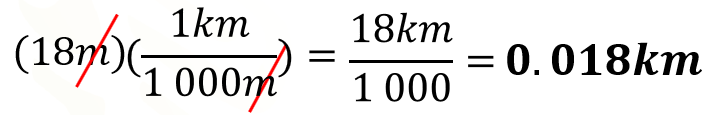 (18m)(1km/1 000m) = 18km/1 000 = 0.018km